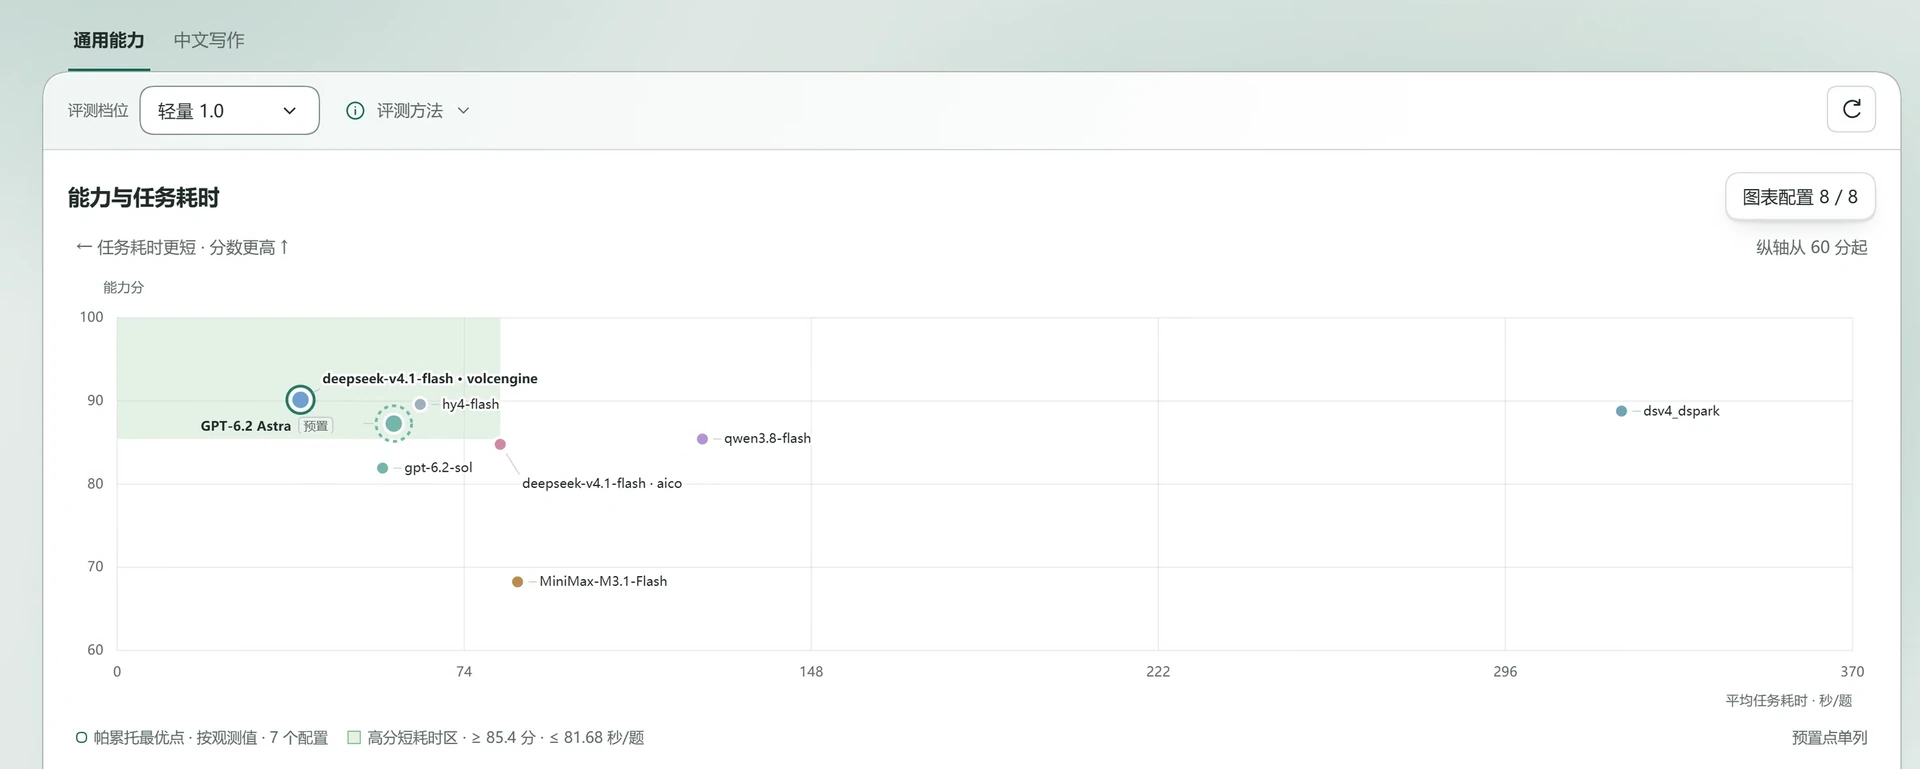 通用能力 中文写作
评测档位 轻量 1.0 评测方法
能力与任务耗时 图表配置 8 / 8
← 任务耗时更短 · 分数更高 ↑ 纵轴从 60 分起
能力分
100
deepseek-v4.1-flash • volcengine
90
hy4-flash
dsv4_dspark
GPT-6.2 Astra 预置
qwen3.8-flash
gpt-6.2-sol
80
deepseek-v4.1-flash · aico
70
MiniMax-M3.1-Flash
60
0 74 148 222 296 370
平均任务耗时 · 秒/题
帕累托最优点 · 按观测值 · 7 个配置 高分短耗时区 · ≥ 85.4 分 · ≤ 81.68 秒/题 预置点单列